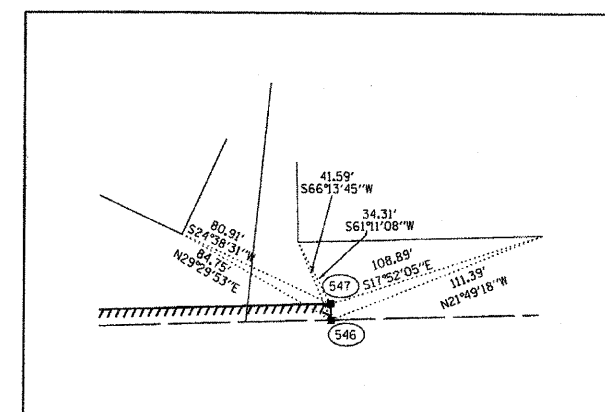 41.59'
S66°13'45"W
34.31'
S61°11'08"W
80.91'
S24°38'31"W
84.75'
N29°29'53"E
108.89'
S17°52'05"E
111.39'
N21°49'18"W
547
546